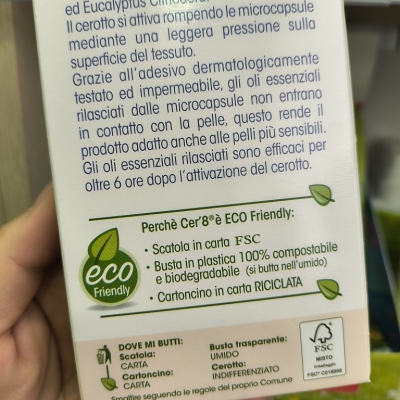 ed Eucalyptus
Il cerotto si attiva rompendo le microcapsule
mediante una leggera pressione sulla
superficie del tessuto.
Grazie all'adesivo dermatologicamente
testato ed impermeabile, gli oli essenziali
rilasciati dalle microcapsule non entrano
in contatto con la pelle, questo rende il
prodotto adatto anche alle pelli più sensibili.
Gli oli essenziali rilasciati sono efficaci per
oltre 6 ore dopo l'attivazione del cerotto.
Perchè Cer'8® è ECO Friendly:
• Scatola in carta FSC
• Busta in plastica 100% compostabile
e biodegradabile (si butta nell'umido)
• Cartoncino in carta RICICLATA
eco
Friendly
DOVE MI BUTTI:
Scatola:
CARTA
Cartoncino:
CARTA
Busta trasparente:
UMIDO
Cerotto:
INDIFFERENZIATO
Smaltire seguendo le regole del proprio Comune
FSC
MISTO